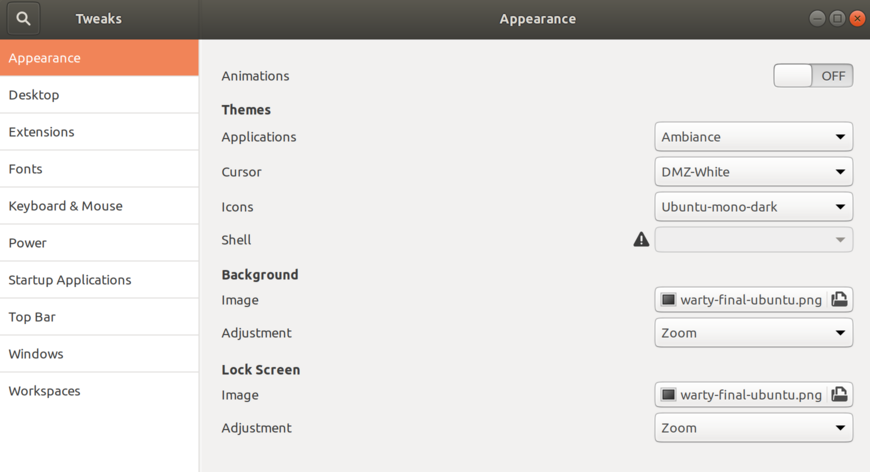 Tweaks
Appearance
Appearance
Desktop
Extensions
Fonts
Keyboard & Mouse
Power
Startup Applications
Top Bar
Windows
Workspaces
Animations OFF
Themes
Applications Ambiance
Cursor DMZ-White
Icons Ubuntu-mono-dark
Shell
Background
Image warty-final-ubuntu.png
Adjustment Zoom
Lock Screen
Image warty-final-ubuntu.png
Adjustment Zoom